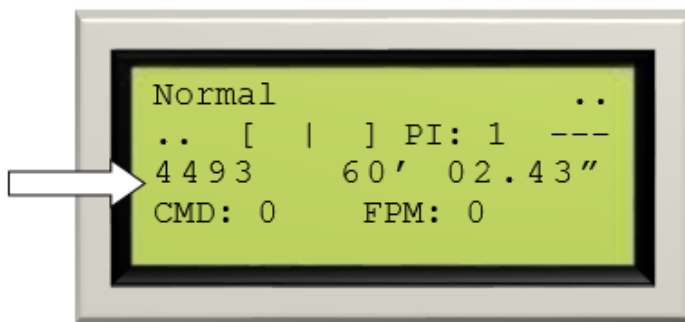 Normal ..
.. [ | ] PI: 1 ---
4493 60′ 02.43″
CMD: 0 FPM: 0